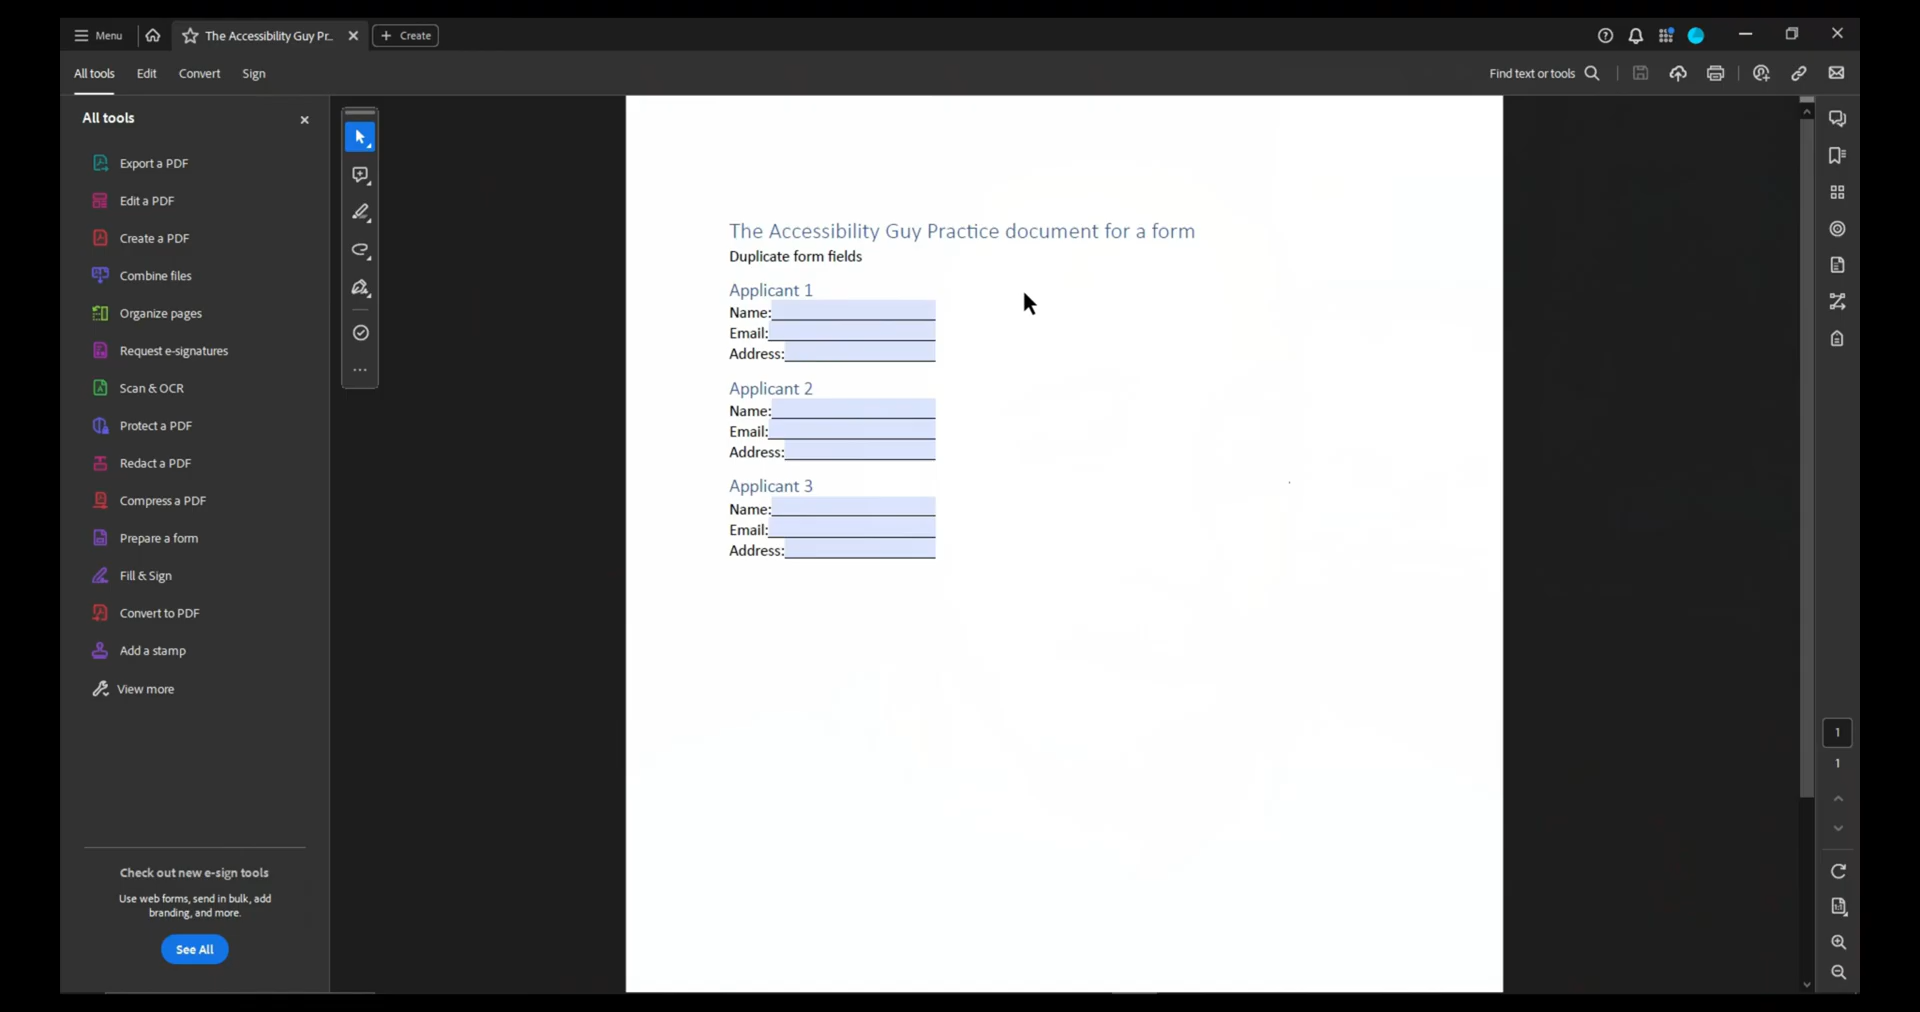 Menu
The Accessibility Guy Pr...
Create
All tools
Edit
Convert
Sign
Find text or tools
All tools
Export a PDF
Edit a PDF
Create a PDF
Combine files
Organize pages
Request e-signatures
Scan & OCR
Protect a PDF
Redact a PDF
Compress a PDF
Prepare a form
Fill & Sign
Convert to PDF
Add a stamp
View more
Check out new e-sign tools
Use web forms, send in bulk, add
branding, and more.
See All
The Accessibility Guy Practice document for a form
Duplicate form fields
Applicant 1
Name:
Email:
Address:
Applicant 2
Name:
Email:
Address:
Applicant 3
Name:
Email:
Address:
1
1